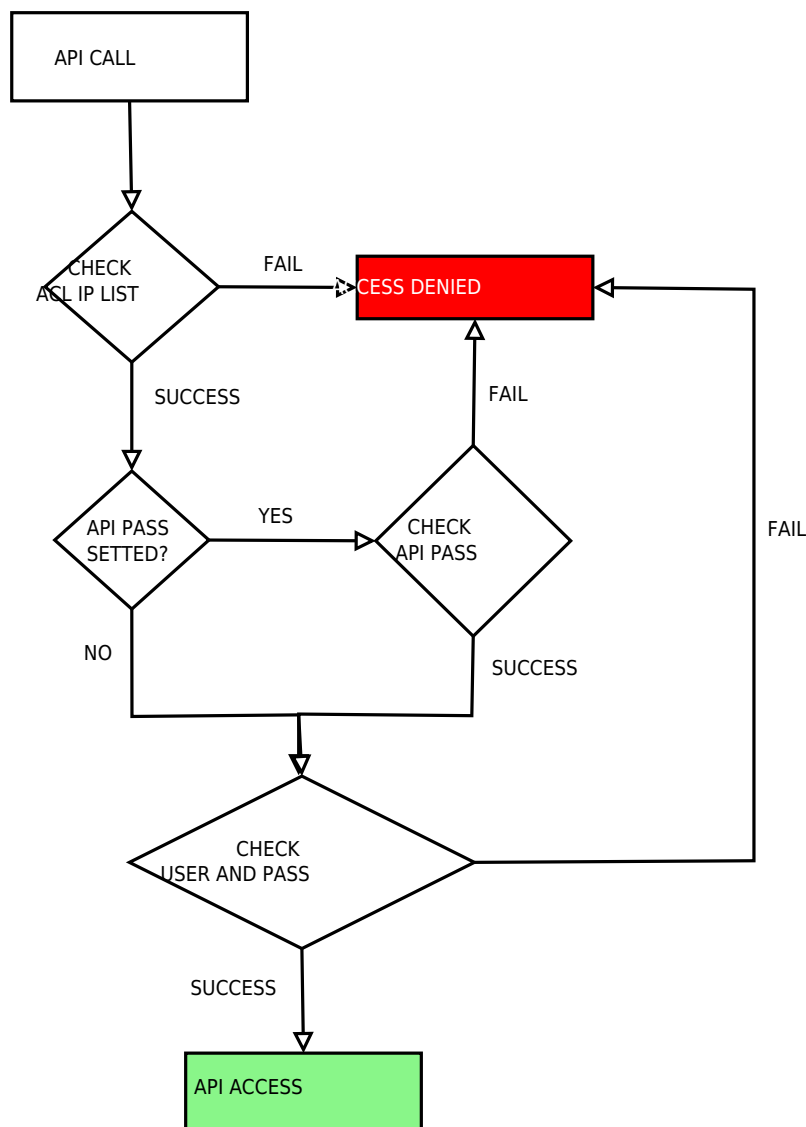 API CALL
CHECK
ACL IP LIST
FAIL
ACCESS DENIED
SUCCESS
FAIL
API PASS
SETTED?
YES
CHECK
API PASS
FAIL
NO
SUCCESS
CHECK
USER AND PASS
SUCCESS
API ACCESS